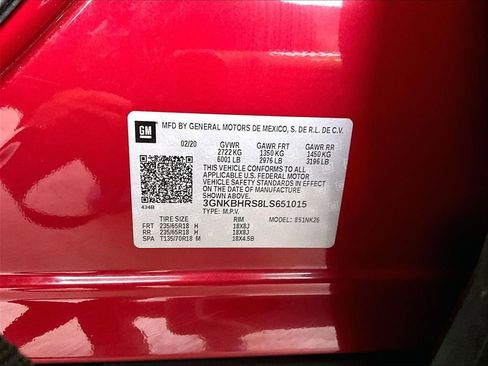 GM
MFD BY GENERAL MOTORS DE MEXICO, S. DE R.L. DE C.V.
02/20 GVWR GAWR FRT GAWR RR
2722 KG 1350 KG 1450 KG
6001 LB 2976 LB 3196 LB
THIS VEHICLE CONFORMS TO ALL
APPLICABLE U.S. FEDERAL MOTOR
VEHICLE SAFETY STANDARDS IN EFFECT ON
THE DATE OF MANUFACTURE SHOWN ABOVE.
3GNKBHRS8LS651015
TYPE: M.P.V.
434B
TIRE SIZE RIM MODEL: 851NK26
FRT 235/65R18 H 18X8J
RR 235/65R18 H 18X8J
SPA T135/70R18 M 18X4.5B